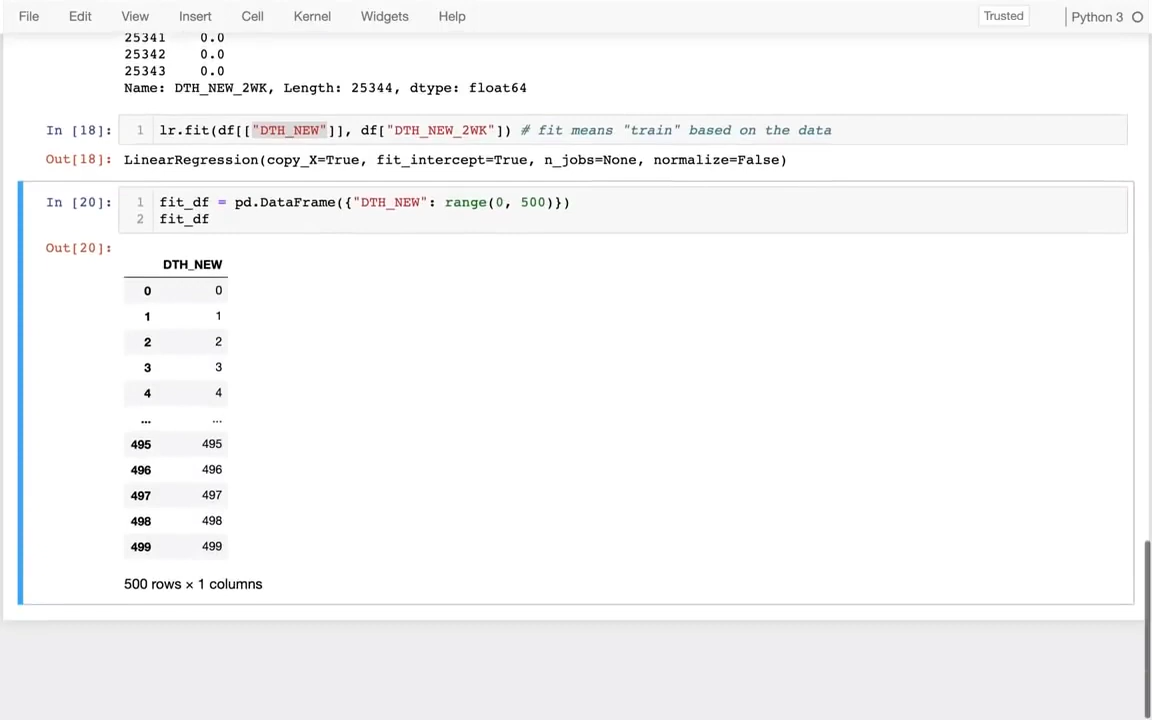 File Edit View Insert Cell Kernel Widgets Help Trusted Python 3
25341 0.0
25342 0.0
25343 0.0
Name: DTH_NEW_2WK, Length: 25344, dtype: float64
In [18]: 1 lr.fit(df[["DTH_NEW"]], df["DTH_NEW_2WK"]) # fit means "train" based on the data
Out[18]: LinearRegression(copy_X=True, fit_intercept=True, n_jobs=None, normalize=False)
In [20]: 1 fit_df = pd.DataFrame({"DTH_NEW": range(0, 500)})
2 fit_df
Out[20]:
DTH_NEW
0 0
1 1
2 2
3 3
4 4
... ...
495 495
496 496
497 497
498 498
499 499
500 rows × 1 columns